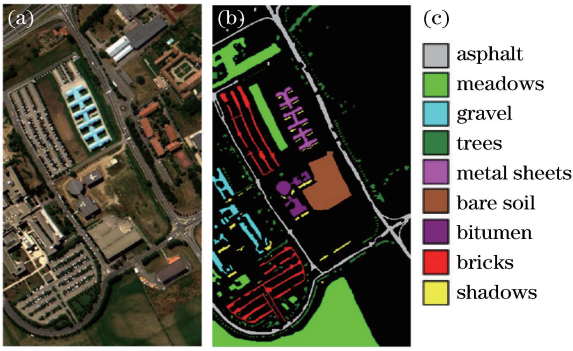 (a)
(b)
(c)
asphalt
meadows
gravel
trees
metal sheets
bare soil
bitumen
bricks
shadows